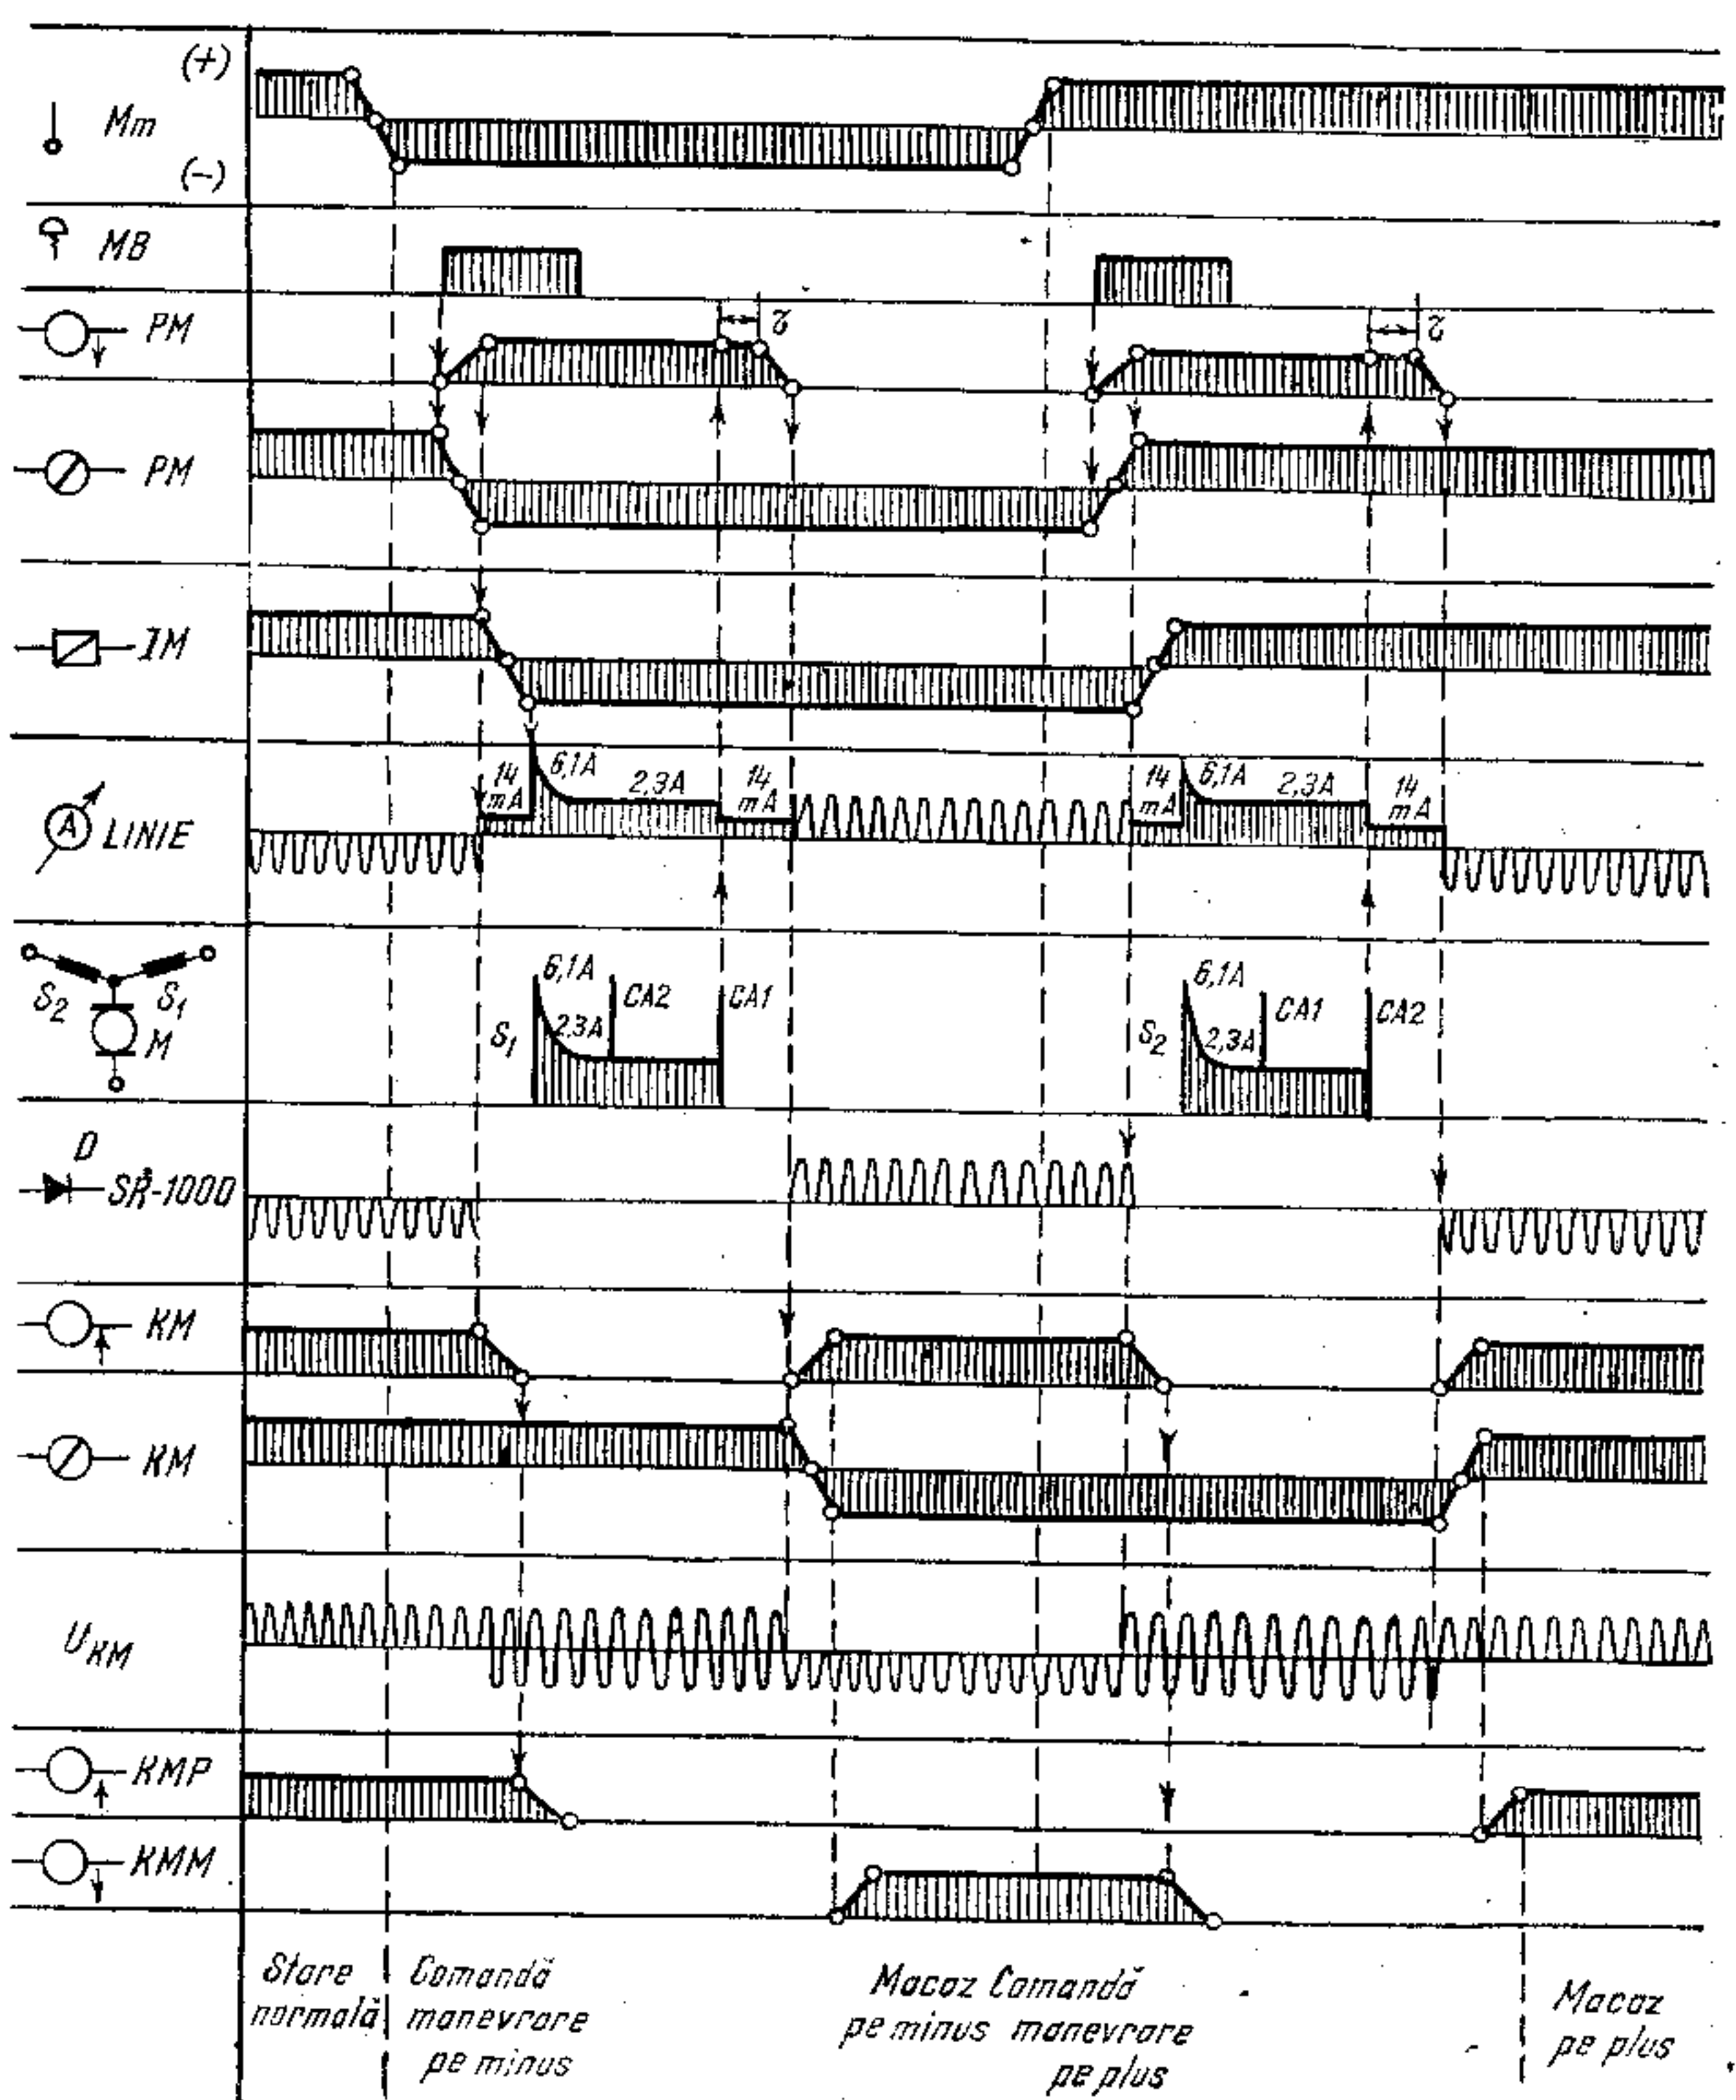 (+)
Mm
(-)
MB
PM
τ
τ
PM
IM
14 mA
6,1A
2,3A
14 mA
14 mA
6,1A
2,3A
14 mA
A LINIE
6,1A
CA2
CA1
2,3A
S1
6,1A
CA1
CA2
2,3A
S2
S2
S1
M
D
SR-1000
KM
KM
UKM
KMP
KMM
Stare
normală
Comandă
manevrare
pe minus
Macaz
pe minus
Comandă
manevrare
pe plus
Macaz
pe plus